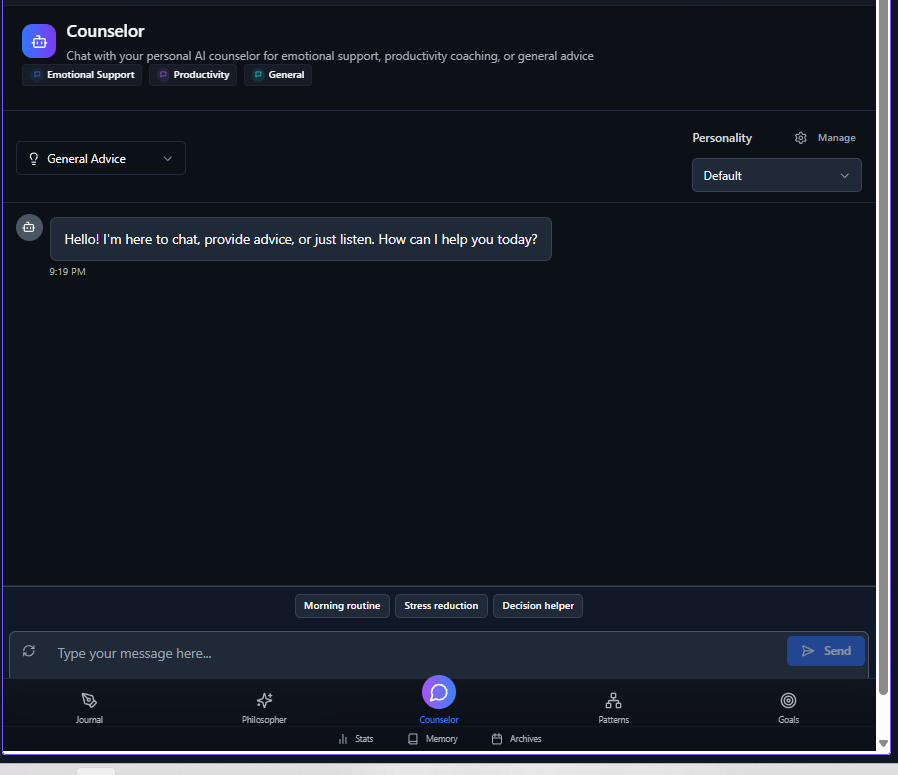 Counselor
Chat with your personal AI counselor for emotional support, productivity coaching, or general advice
Emotional Support Productivity General
Personality Manage
General Advice
Default
Hello! I'm here to chat, provide advice, or just listen. How can I help you today?
9:19 PM
Morning routine Stress reduction Decision helper
Type your message here... Send
Journal Philosopher Counselor Patterns Goals
Stats Memory Archives